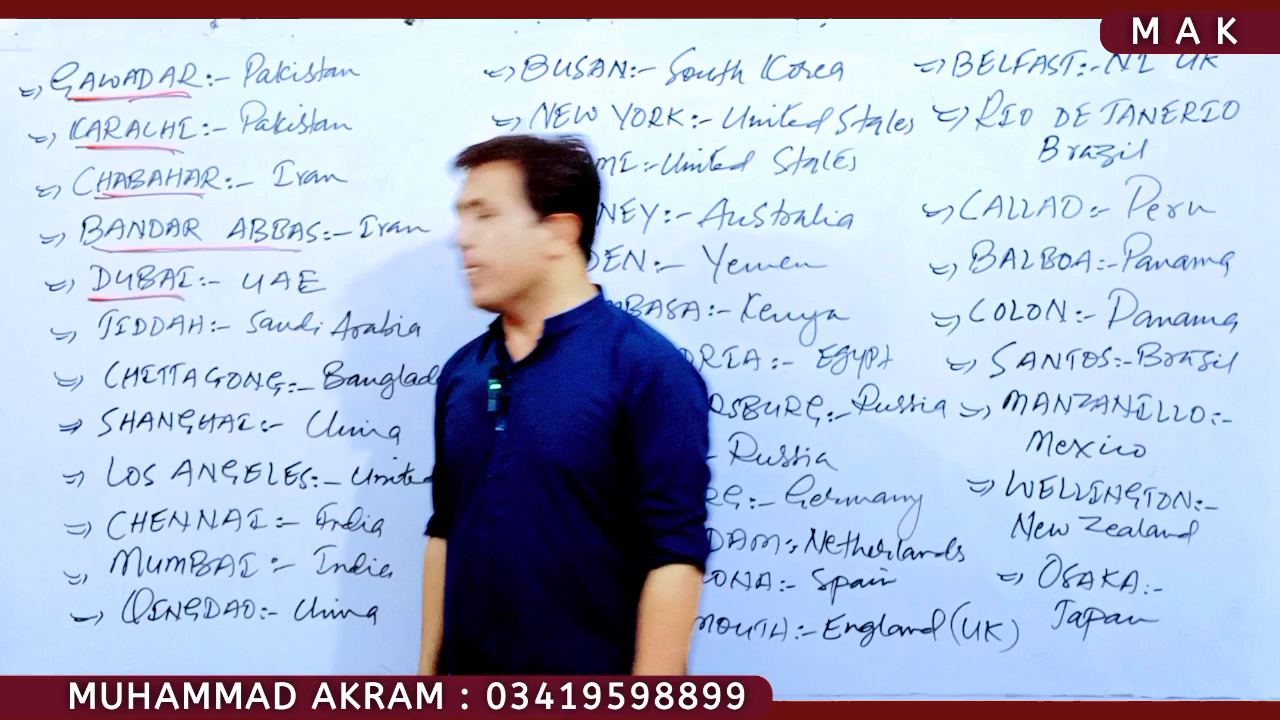 M A K
GAWADAR:- Pakistan
KARACHI:- Pakistan
CHABAHAR:- Iran
BANDAR ABBAS:- Iran
DUBAI:- UAE
JIDDAH:- Saudi Arabia
CHITTAGONG:- Banglad
SHANGHAI:- China
LOS ANGELES:- United
CHENNAI:- India
MUMBAI:- India
QINGDAO:- China
BUSAN:- South Korea
NEW YORK:- United States
MI:- United States
NEY:- Australia
DEN:- Yemen
MBASA:- Kenya
DRIA:- Egypt
RSBURG:- Russia
- Russia
RG:- Germany
DAM:- Netherlands
ONA:- Spain
MOUTH:- England (UK)
BELFAST:- NI UK
RIO DE JANERIO
Brazil
CALLAO:- Peru
BALBOA:- Panama
COLON:- Panama
SANTOS:- Brasil
MANZANILLO:-
Mexico
WELLINGTON:-
New Zealand
OSAKA:-
Japan
MUHAMMAD AKRAM : 03419598899